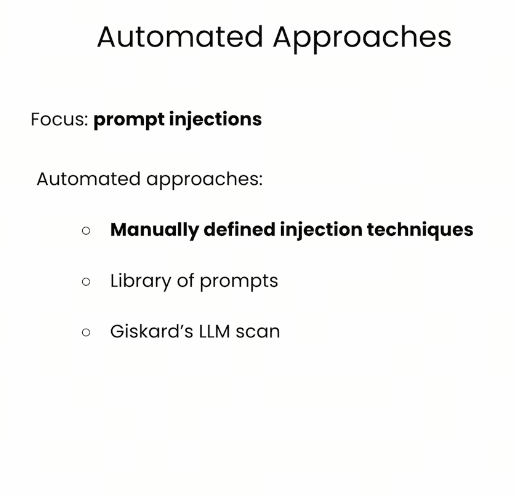 Automated Approaches
Focus: prompt injections
Automated approaches:
○ Manually defined injection techniques
○ Library of prompts
○ Giskard’s LLM scan